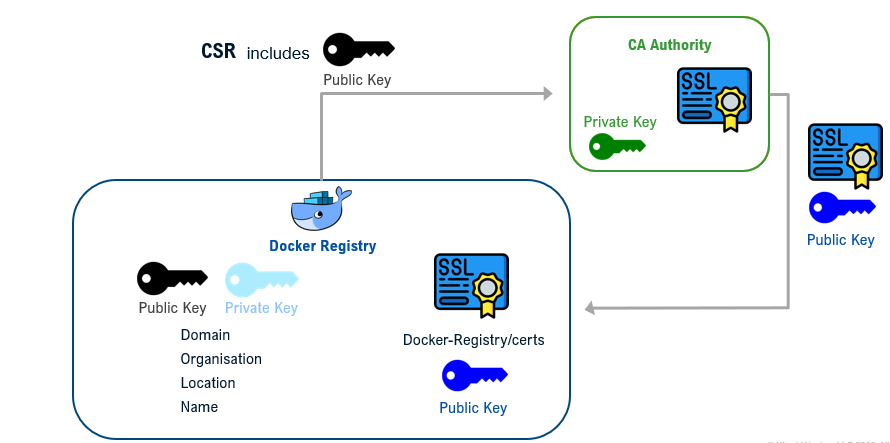 CSR includes
Public Key
CA Authority
SSL
Private Key
SSL
Public Key
Docker Registry
Public Key Private Key
Domain
Organisation
Location
Name
SSL
Docker-Registry/certs
Public Key